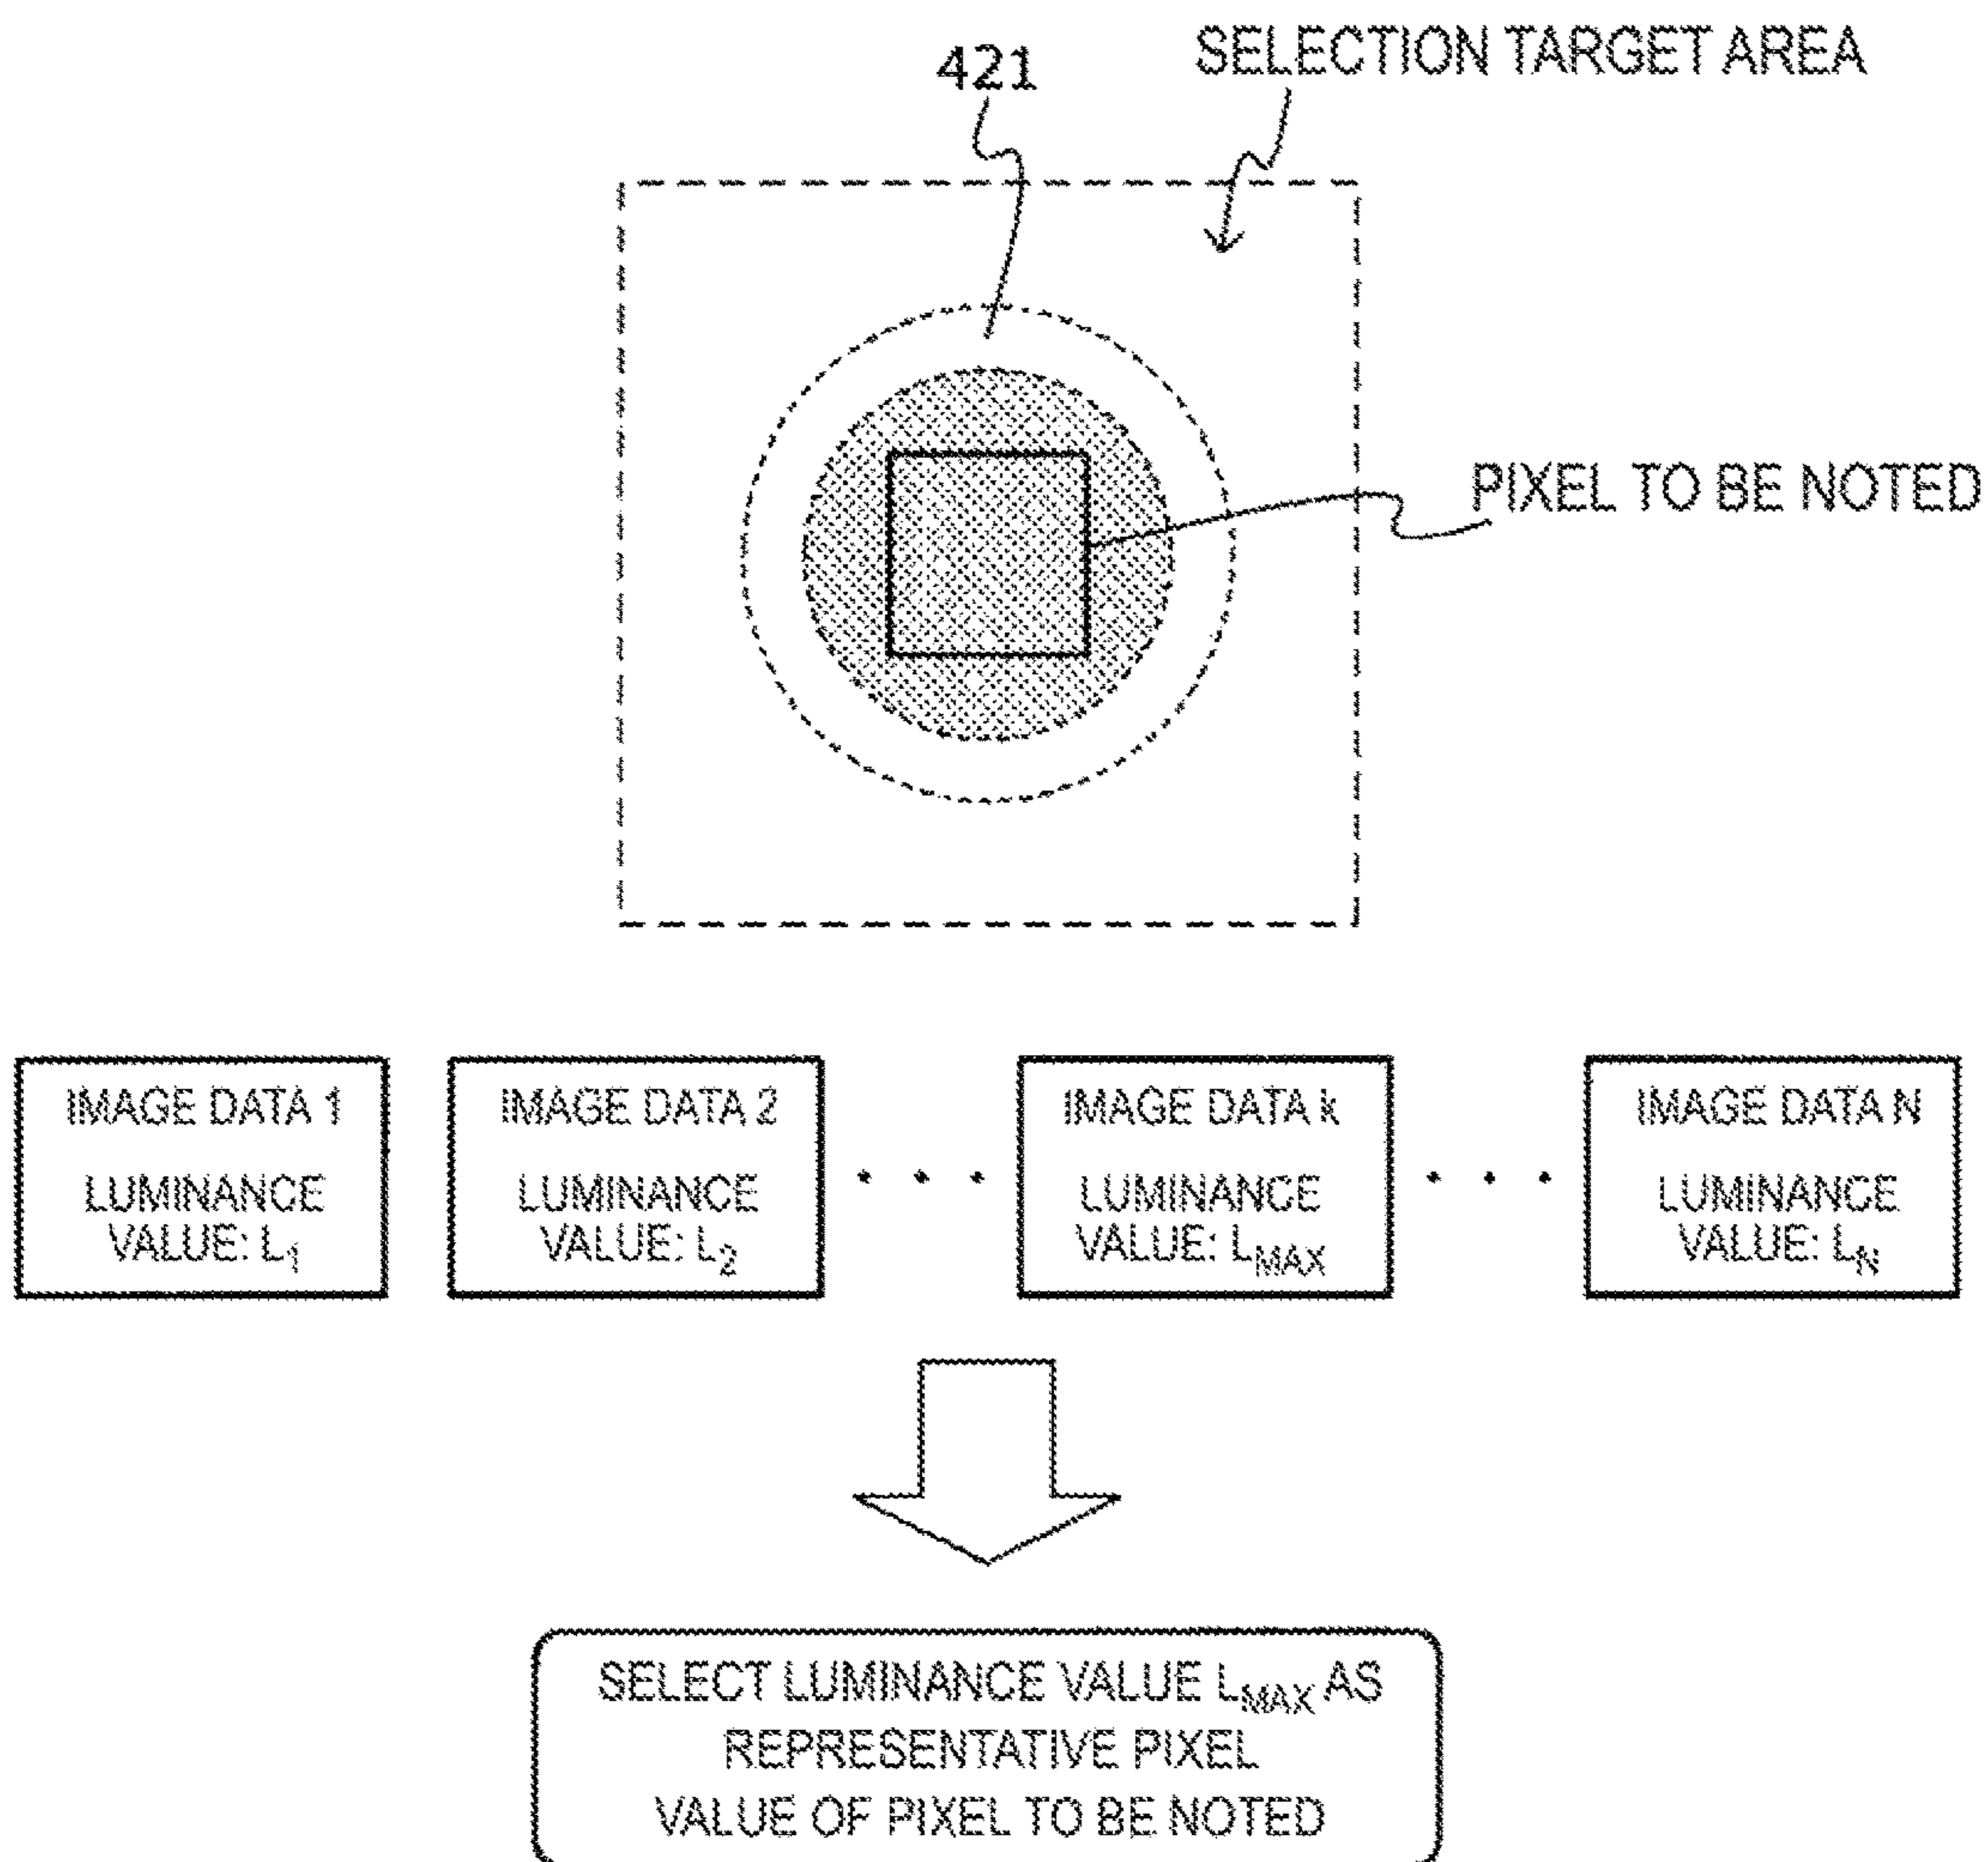 421
SELECTION TARGET AREA
PIXEL TO BE NOTED
IMAGE DATA 1
LUMINANCE
VALUE: L1
IMAGE DATA 2
LUMINANCE
VALUE: L2
• • •
IMAGE DATA k
LUMINANCE
VALUE: LMAX
• • •
IMAGE DATA N
LUMINANCE
VALUE: LN
SELECT LUMINANCE VALUE LMAX AS
REPRESENTATIVE PIXEL
VALUE OF PIXEL TO BE NOTED